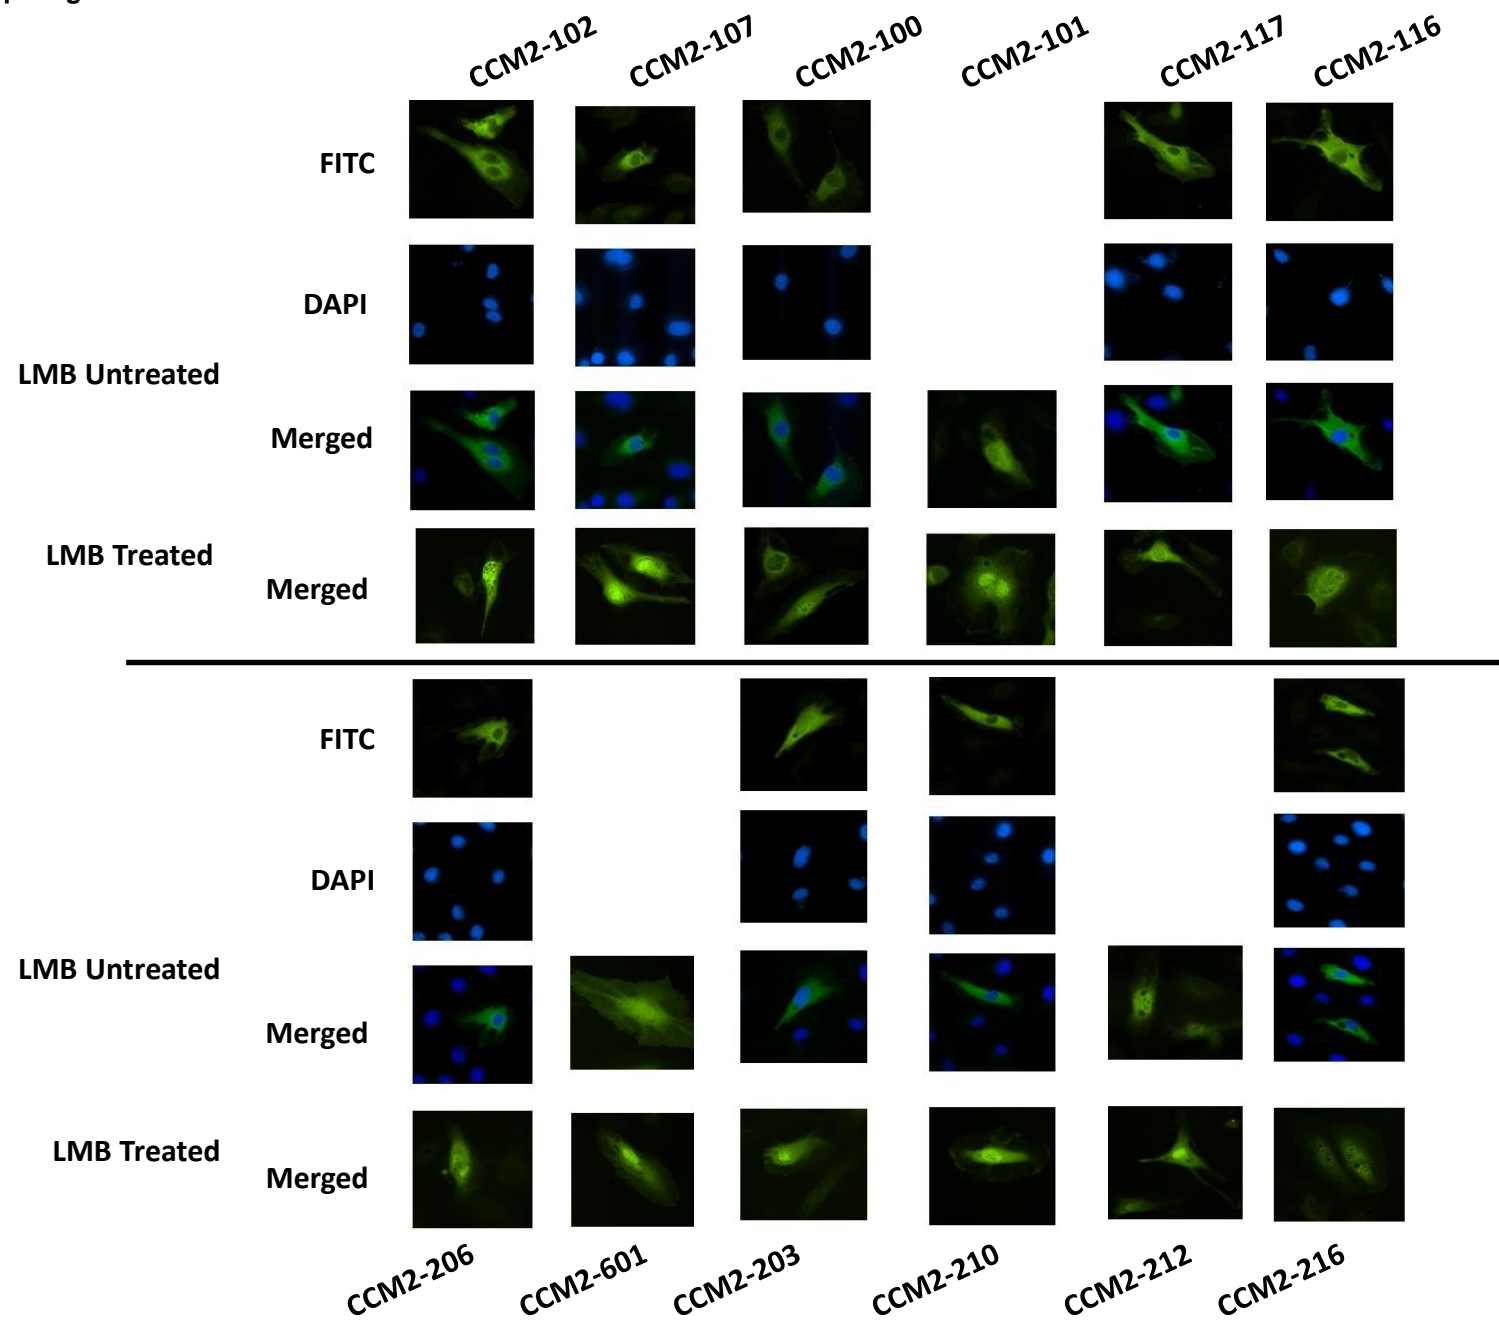 CCM2-102 CCM2-107 CCM2-100 CCM2-101 CCM2-117 CCM2-116
FITC
DAPI
LMB Untreated
Merged
LMB Treated
Merged
FITC
DAPI
LMB Untreated
Merged
LMB Treated
Merged
CCM2-206 CCM2-601 CCM2-203 CCM2-210 CCM2-212 CCM2-216